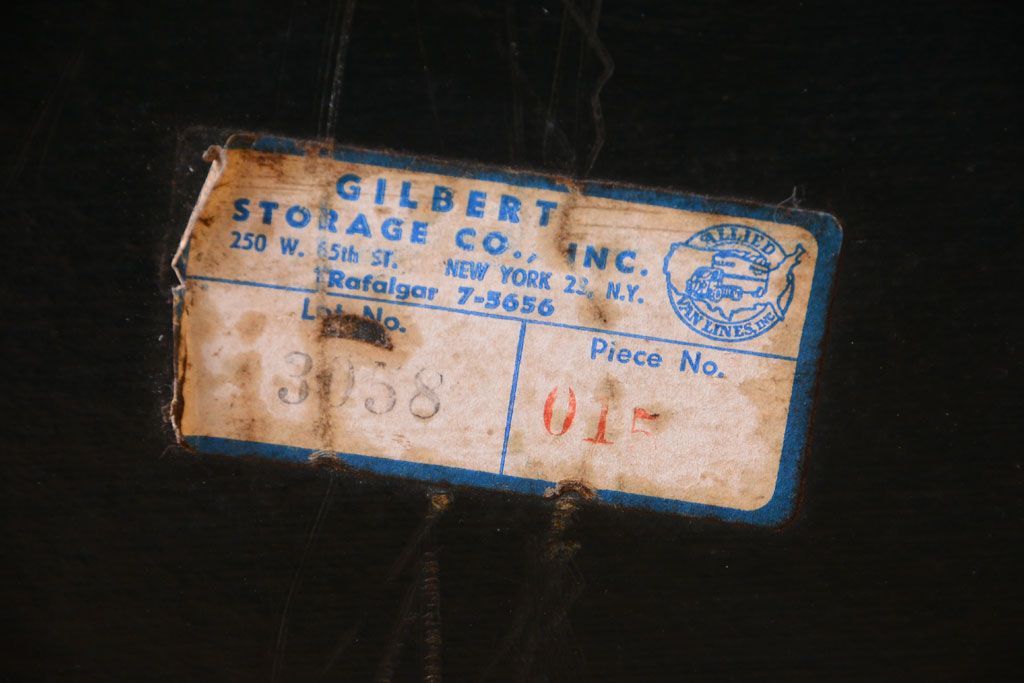 GILBERT
STORAGE CO., INC.
250 W. 65th ST. NEW YORK 23, N.Y.
TRafalgar 7-5656
ALLIED
VAN LINES, INC.
Lot No.
3058
Piece No.
01